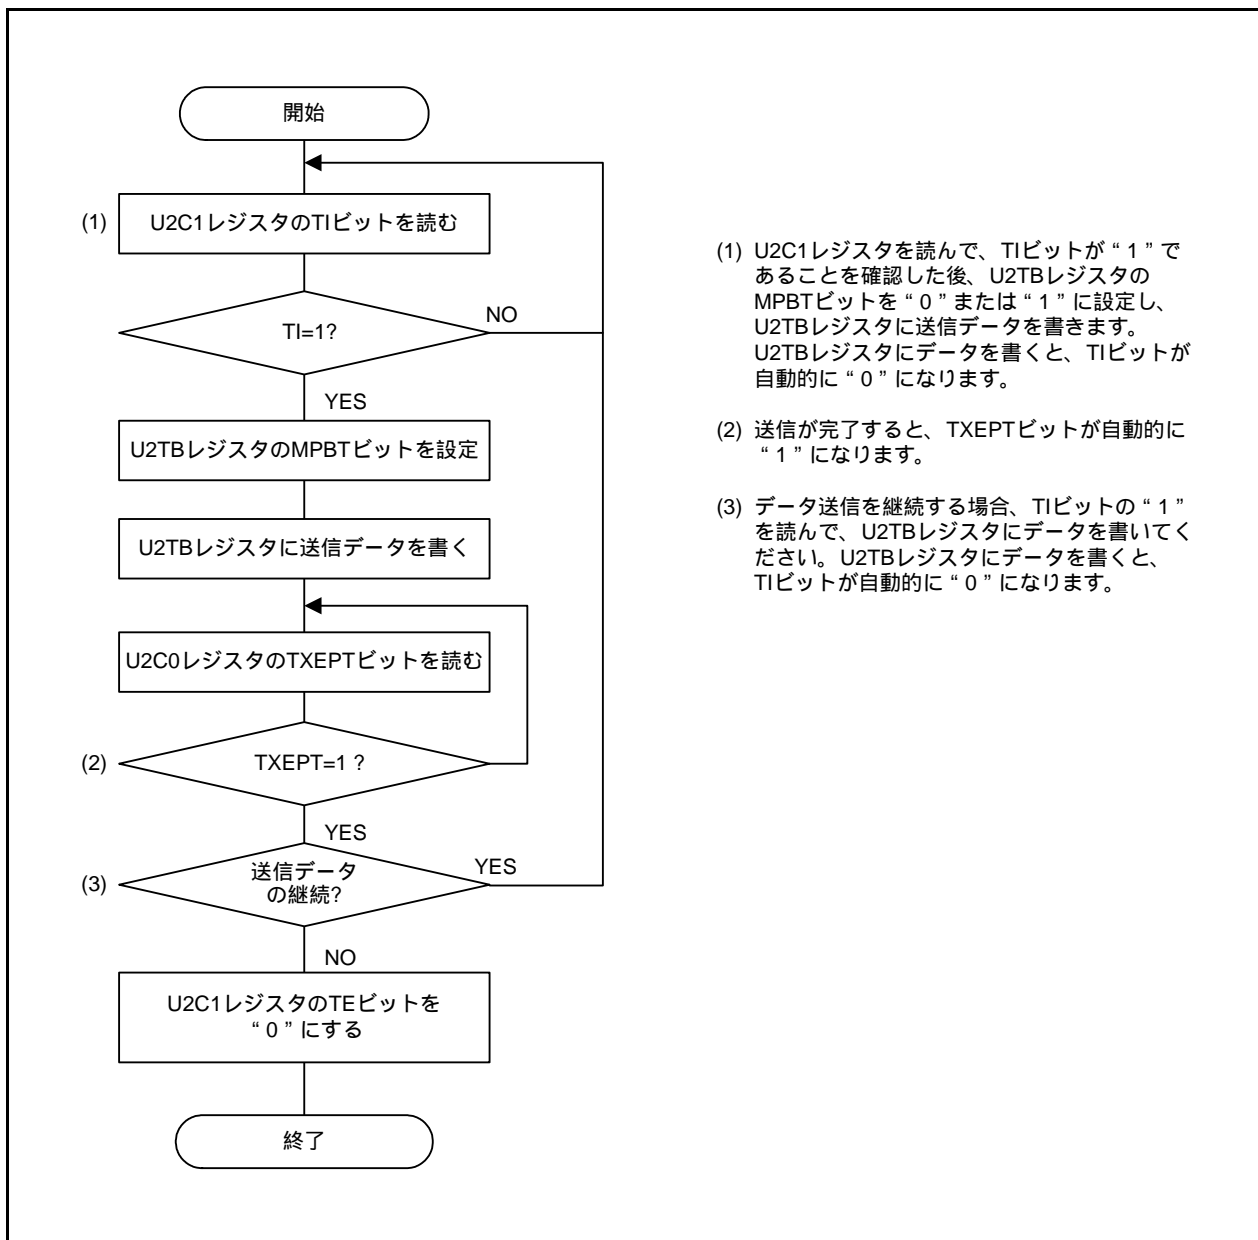 開始
(1) U2C1レジスタのTIビットを読む
TI=1?
NO
YES
U2TBレジスタのMPBTビットを設定
U2TBレジスタに送信データを書く
U2C0レジスタのTXEPTビットを読む
(2) TXEPT=1 ?
YES
(3) 送信データ
の継続?
YES
NO
U2C1レジスタのTEビットを
“ 0 ” にする
終了
(1) U2C1レジスタを読んで、TIビットが “ 1 ” で
あることを確認した後、U2TBレジスタの
MPBTビットを “ 0 ” または “ 1 ” に設定し、
U2TBレジスタに送信データを書きます。
U2TBレジスタにデータを書くと、TIビットが
自動的に “ 0 ” になります。
(2) 送信が完了すると、TXEPTビットが自動的に
“ 1 ” になります。
(3) データ送信を継続する場合、TIビットの “ 1 ”
を読んで、U2TBレジスタにデータを書いてく
ださい。U2TBレジスタにデータを書くと、
TIビットが自動的に “ 0 ” になります。